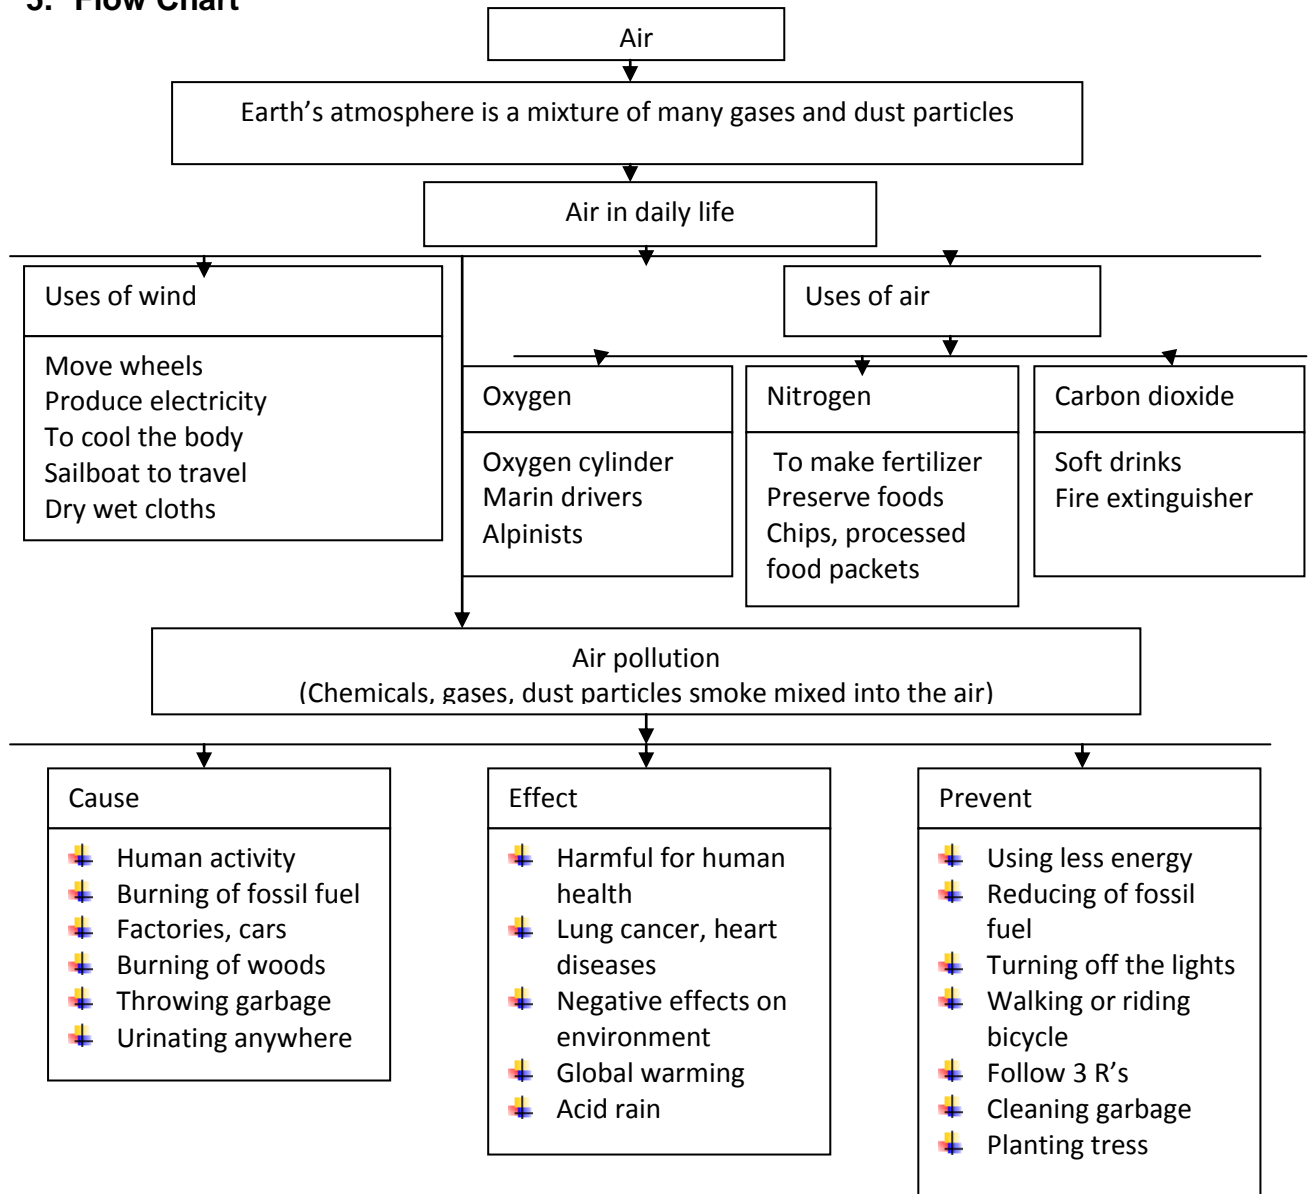 3. Flow Chart
Air
Earth's atmosphere is a mixture of many gases and dust particles
Air in daily life
Uses of wind
Move wheels
Produce electricity
To cool the body
Sailboat to travel
Dry wet cloths
Uses of air
Oxygen
Oxygen cylinder
Marin drivers
Alpinists
Nitrogen
To make fertilizer
Preserve foods
Chips, processed
food packets
Carbon dioxide
Soft drinks
Fire extinguisher
Air pollution
(Chemicals, gases, dust particles smoke mixed into the air)
Cause
Human activity
Burning of fossil fuel
Factories, cars
Burning of woods
Throwing garbage
Urinating anywhere
Effect
Harmful for human
health
Lung cancer, heart
diseases
Negative effects on
environment
Global warming
Acid rain
Prevent
Using less energy
Reducing of fossil
fuel
Turning off the lights
Walking or riding
bicycle
Follow 3 R's
Cleaning garbage
Planting tress